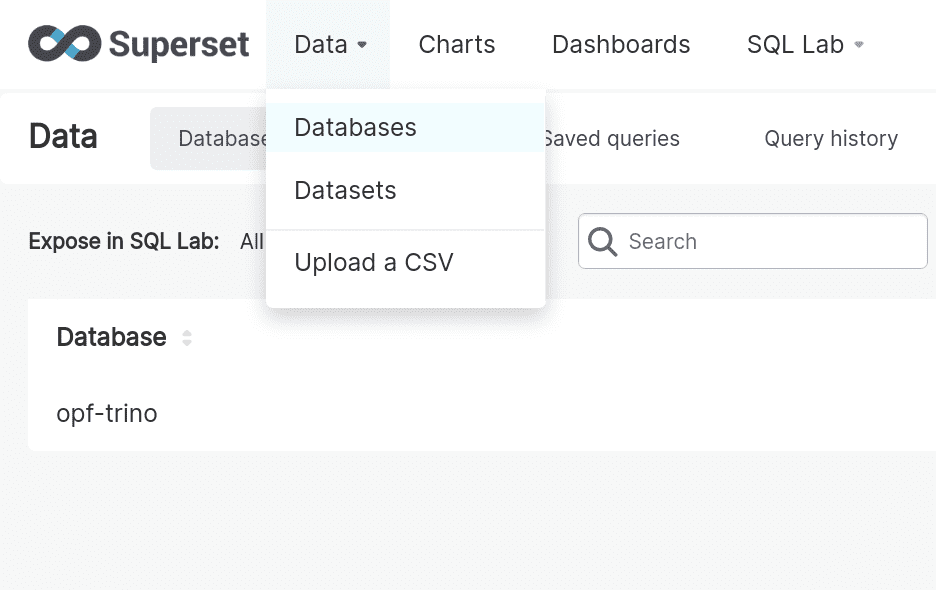 Superset Data Charts Dashboards SQL Lab
Data Database Saved queries Query history
Databases
Datasets
Expose in SQL Lab: All Search
Upload a CSV
Database
opf-trino